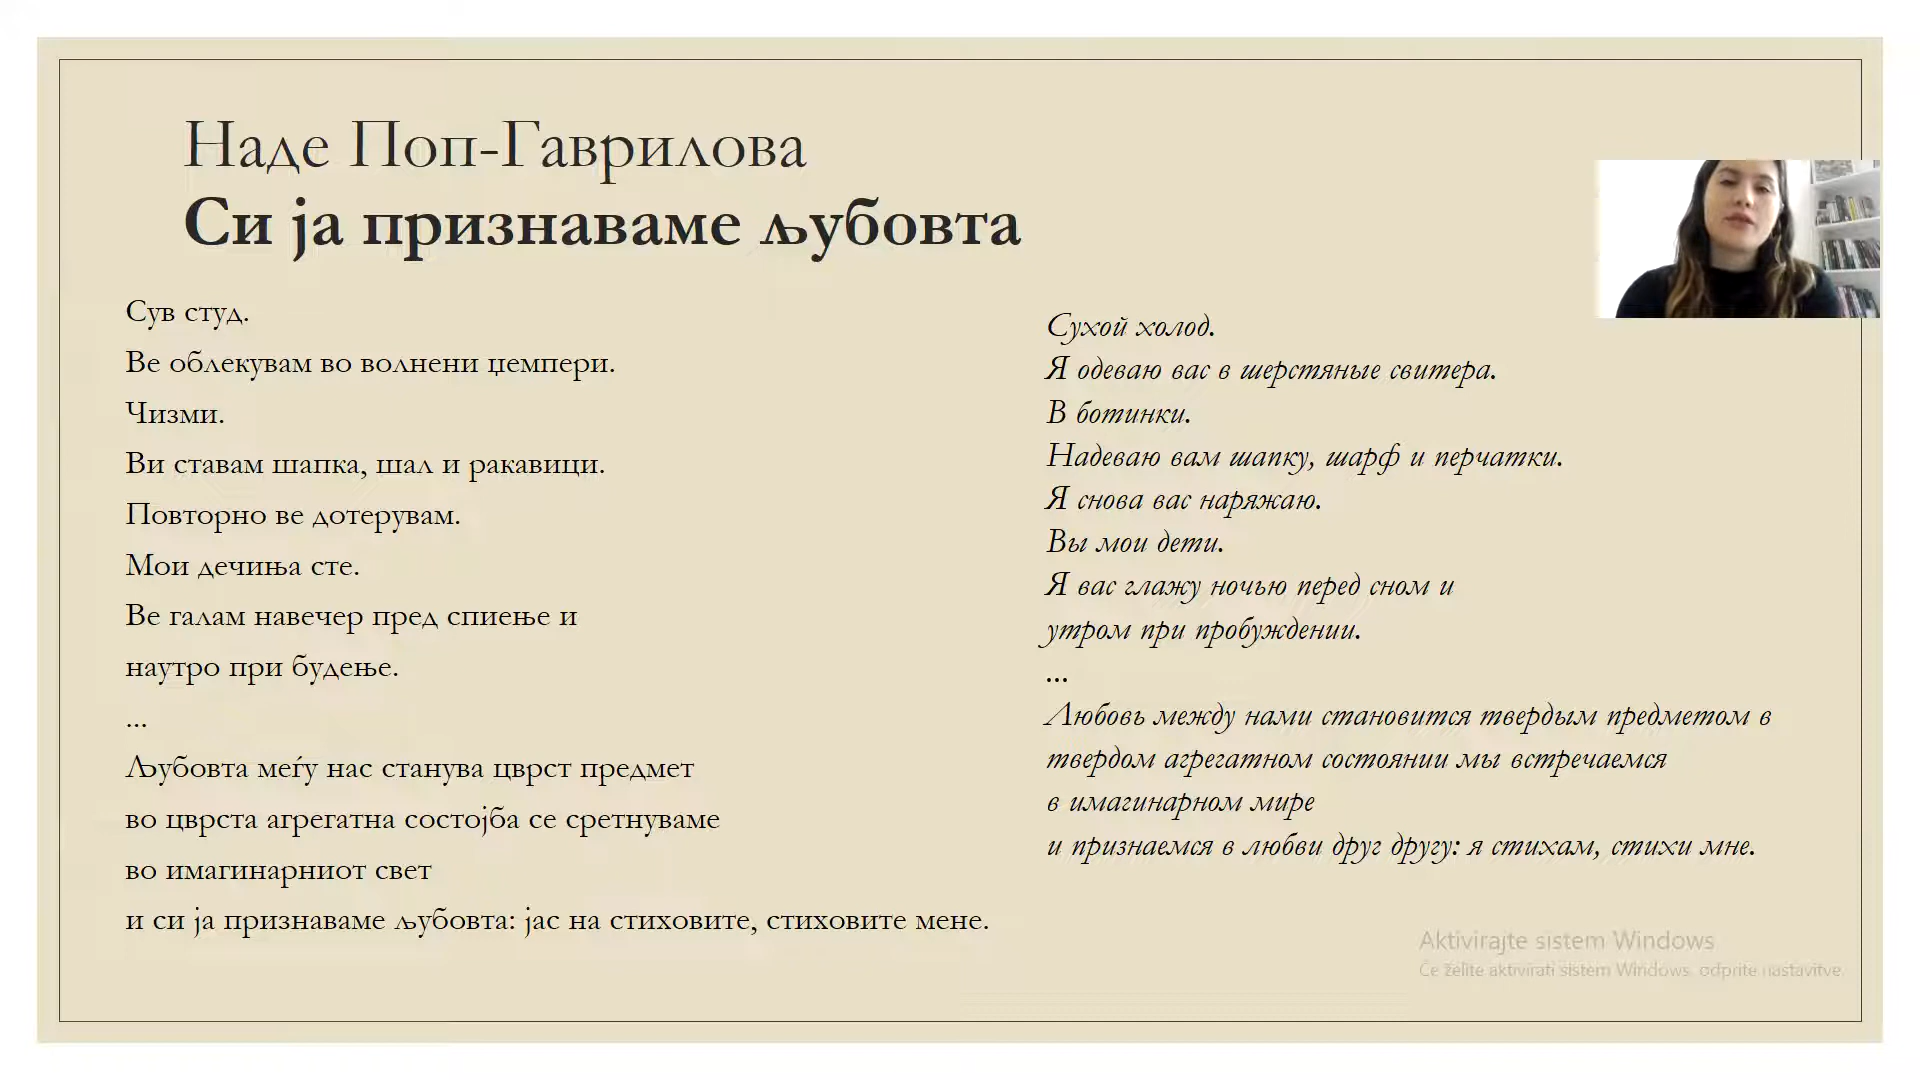 Наде Поп-Гаврилова
Си ја признаваме љубовта
Сув студ.
Ве облекувам во волнени џемпери.
Чизми.
Ви ставам шапка, шал и ракавици.
Повторно ве дотерувам.
Мои дечиња сте.
Ве галам навечер пред спиење и
наутро при будење.
...
Љубовта меѓу нас станува цврст предмет
во цврста агрегатна состојба се сретнуваме
во имагинарниот свет
и си ја признаваме љубовта: јас на стиховите, стиховите мене.
Сухой холод.
Я одеваю вас в шерстяные свитера.
В ботинки.
Надеваю вам шапку, шарф и перчатки.
Я снова вас наряжаю.
Вы мои дети.
Я вас глажу ночью перед сном и
утром при пробуждении.
...
Любовь между нами становится твердым предметом в
твердом агрегатном состоянии мы встречаемся
в имагинарном мире
и признаемся в любви друг другу: я стихам, стихи мне.
Aktivirajte sistem Windows
Če želite aktivirati sistem Windows, odprite nastavitve.